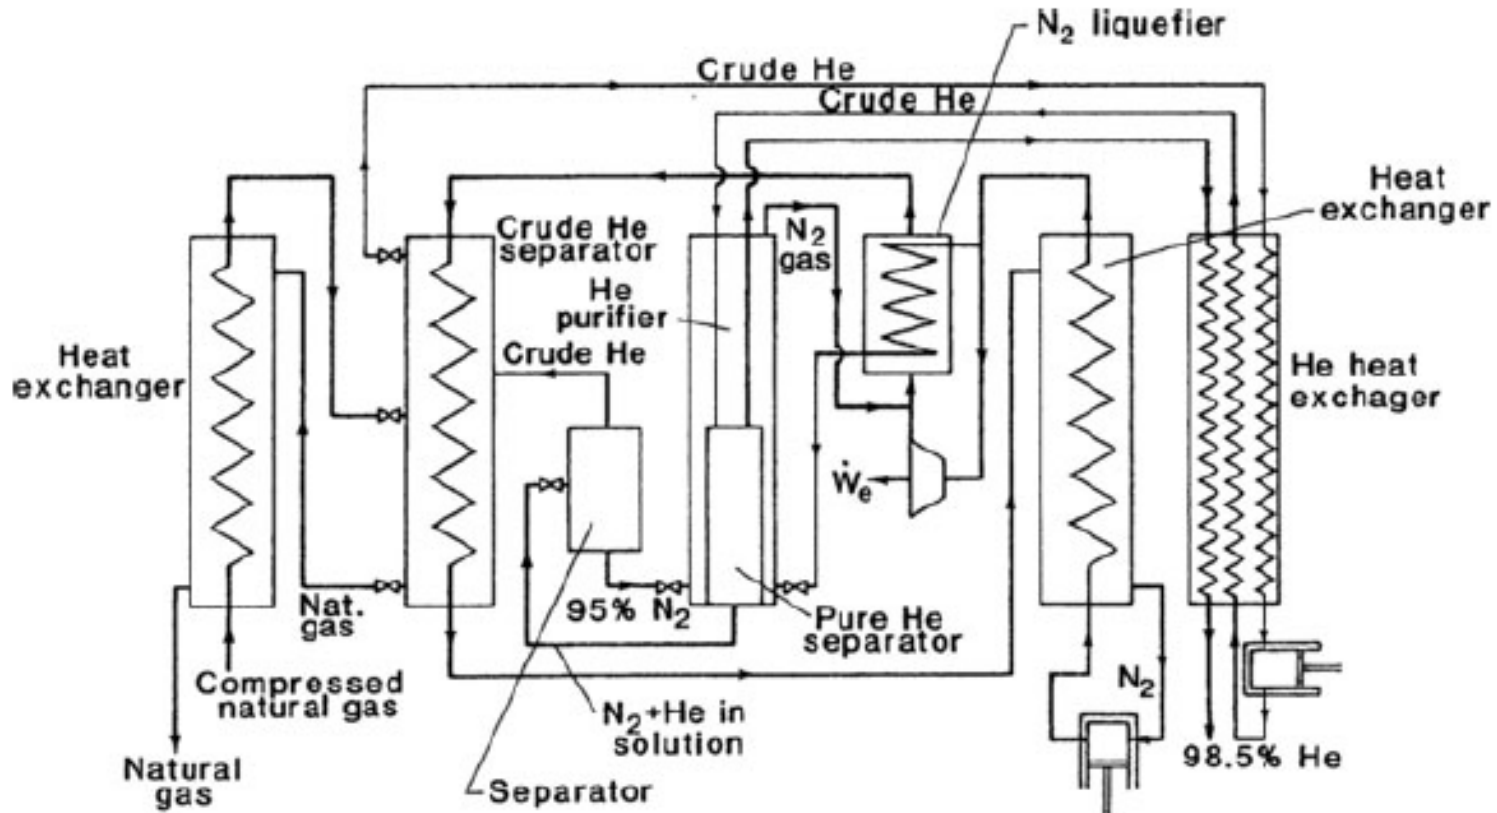 N₂ liquefier
Crude He
Crude He
Heat
exchanger
Crude He
separator
N₂
gas
He
purifier
Crude He
Heat
exchanger
He heat
exchager
Ẇe
Nat.
gas
95% N₂
Pure He
separator
Compressed
natural gas
N₂+He in
solution
N₂
98.5% He
Natural
gas
Separator